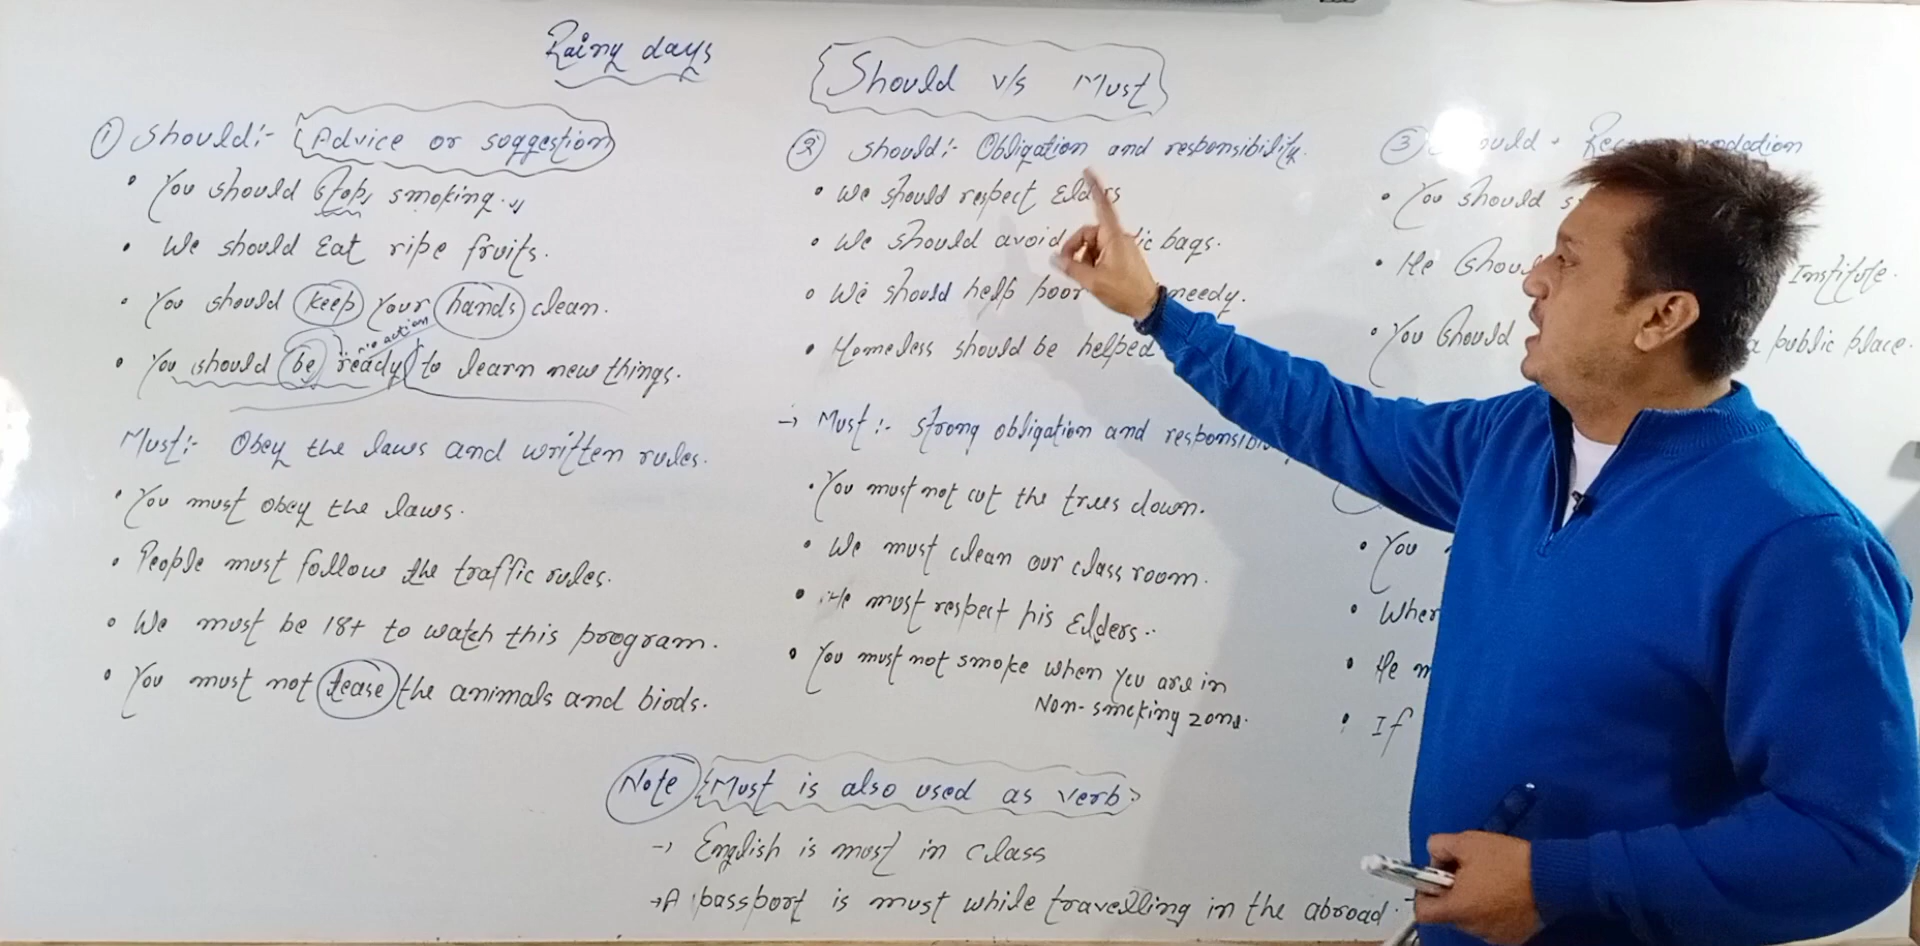 Rainy days
Should v/s Must
① Should:- Advice or suggestion
• You should stop smoking.
• We should Eat ripe fruits.
• You should keep your hands clean.
no action
• You should be ready to learn new things.
Must:- Obey the laws and written rules.
• You must obey the laws.
• People must follow the traffic rules.
• We must be 18+ to watch this program.
• You must not tease the animals and birds.
② Should:- Obligation and responsibility.
• We should respect Elders
• We should avoid bags.
• We should help poor needy.
• Homeless should be helped
→ Must:- Strong obligation and
• You must not cut the trees down.
• We must clean our class room.
• He must respect his Elders.
• You must not smoke when you are in
Non-smoking zone.
③
• You should
• He Institute.
• You should a public place.
• You
•
• He
• If
Note Must is also used as verb
→ English is must in class
→ A passport is must while travelling in the abroad.